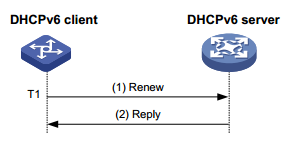 DHCPv6 client DHCPv6 server
T1 (1) Renew
(2) Reply